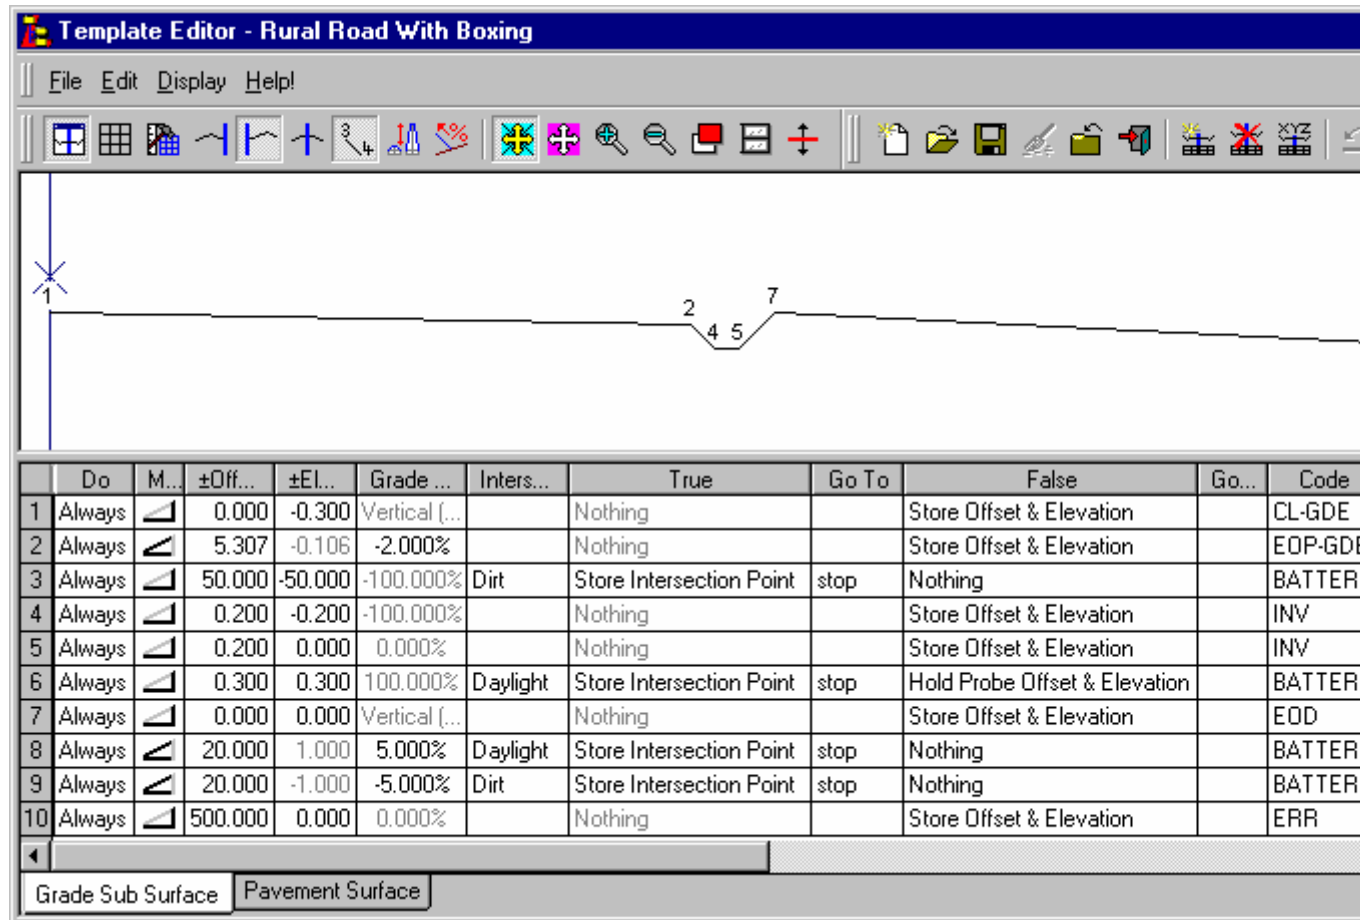 Template Editor - Rural Road With Boxing
File Edit Display Help!
3 4 % XYZ
1 2 4 5 7
Do M... ±Off... ±El... Grade ... Inters... True Go To False Go... Code
1 Always 0.000 -0.300 Vertical (... Nothing Store Offset & Elevation CL-GDE
2 Always 5.307 -0.106 -2.000% Nothing Store Offset & Elevation EOP-GDE
3 Always 50.000 -50.000 -100.000% Dirt Store Intersection Point stop Nothing BATTER
4 Always 0.200 -0.200 -100.000% Nothing Store Offset & Elevation INV
5 Always 0.200 0.000 0.000% Nothing Store Offset & Elevation INV
6 Always 0.300 0.300 100.000% Daylight Store Intersection Point stop Hold Probe Offset & Elevation BATTER
7 Always 0.000 0.000 Vertical (... Nothing Store Offset & Elevation EOD
8 Always 20.000 1.000 5.000% Daylight Store Intersection Point stop Nothing BATTER
9 Always 20.000 -1.000 -5.000% Dirt Store Intersection Point stop Nothing BATTER
10 Always 500.000 0.000 0.000% Nothing Store Offset & Elevation ERR
Grade Sub Surface Pavement Surface